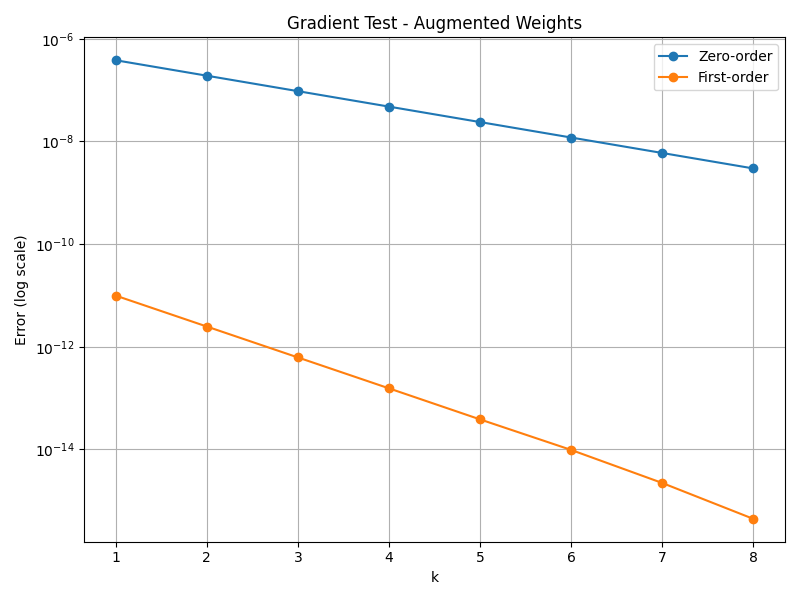 Gradient Test - Augmented Weights
Zero-order
First-order
Error (log scale)
10⁻⁶
10⁻⁸
10⁻¹⁰
10⁻¹²
10⁻¹⁴
1 2 3 4 5 6 7 8
k